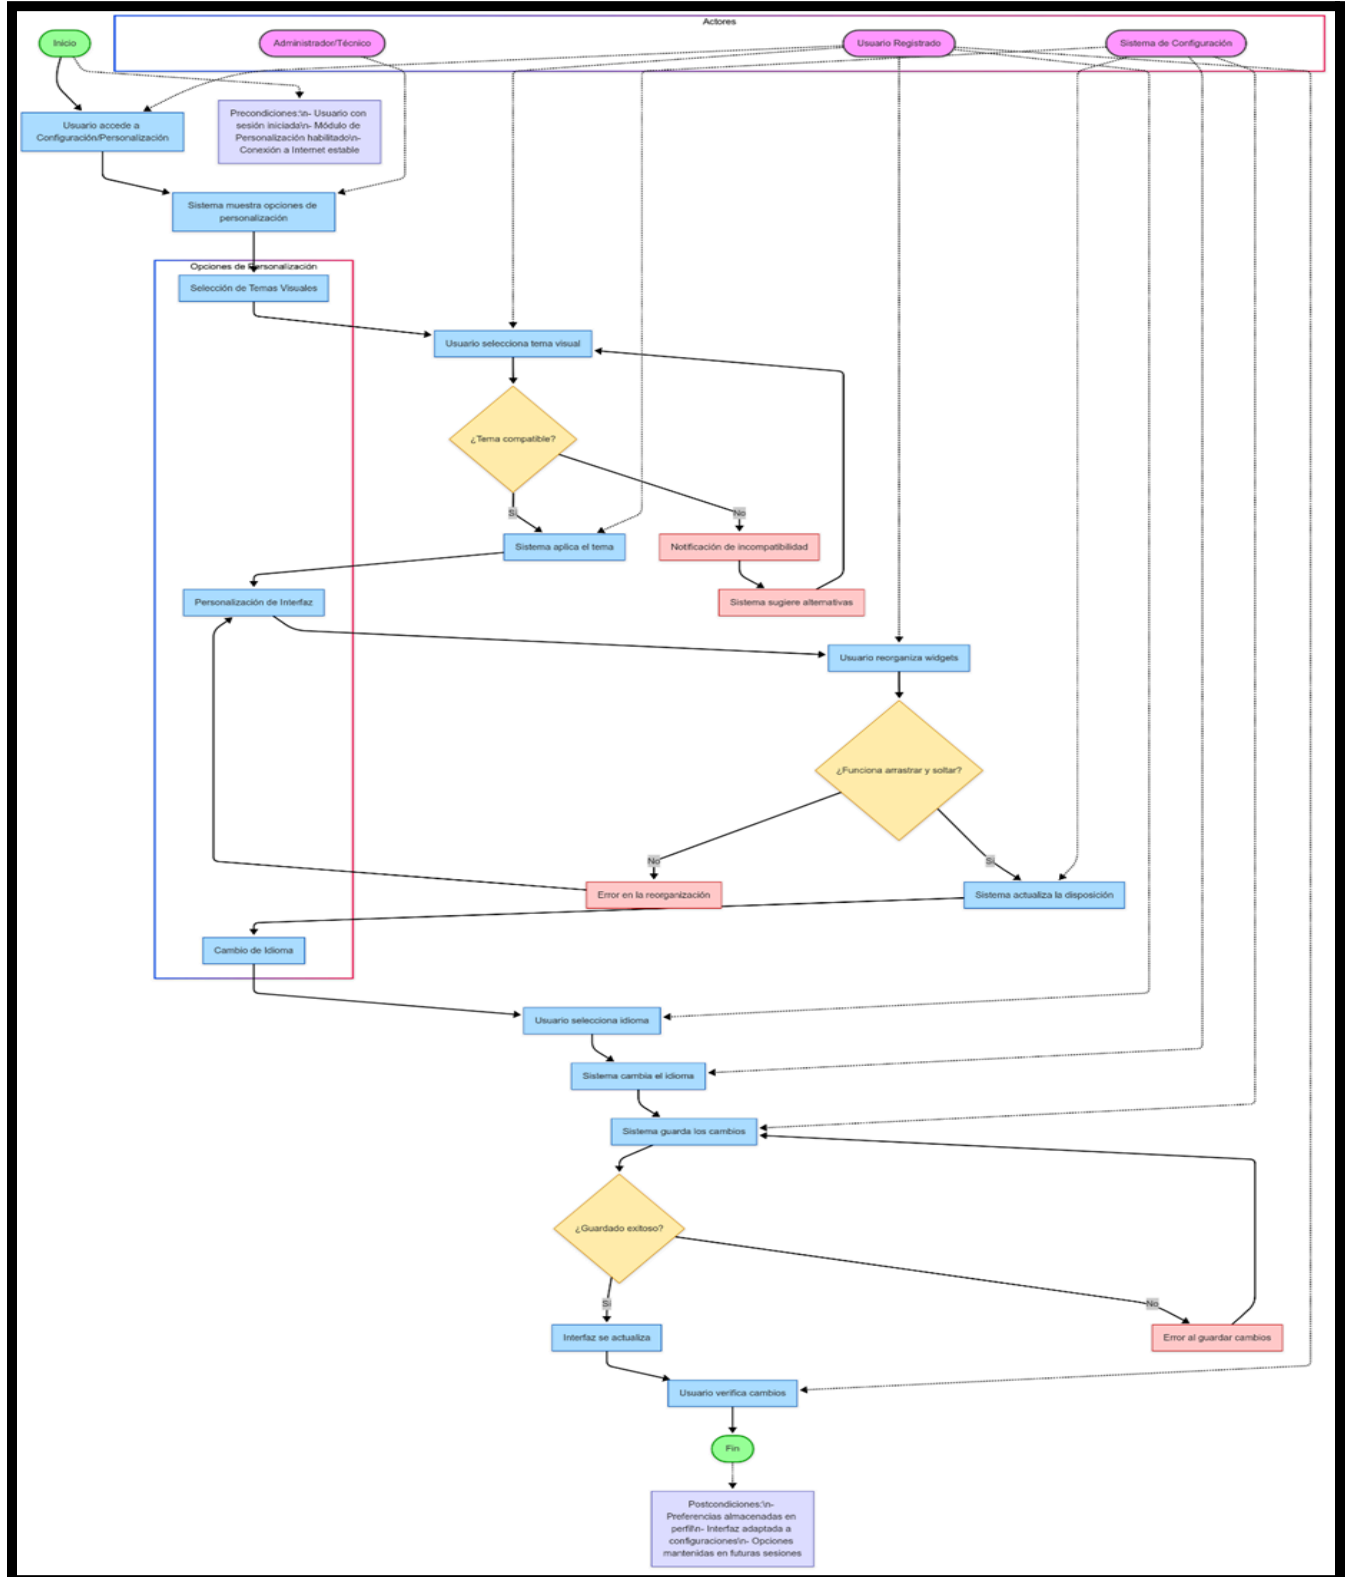 Actores
Inicio
Administrador/Técnico
Usuario Registrado
Sistema de Configuración
Usuario accede a
Configuración/Personalización
Precondiciones:\n- Usuario con
sesión iniciada\n- Módulo de
Personalización habilitado\n-
Conexión a Internet estable
Sistema muestra opciones de
personalización
Opciones de Personalización
Selección de Temas Visuales
Usuario selecciona tema visual
¿Tema compatible?
Sí
No
Sistema aplica el tema
Notificación de incompatibilidad
Personalización de Interfaz
Sistema sugiere alternativas
Usuario reorganiza widgets
¿Funciona arrastrar y soltar?
No
Sí
Error en la reorganización
Sistema actualiza la disposición
Cambio de Idioma
Usuario selecciona idioma
Sistema cambia el idioma
Sistema guarda los cambios
¿Guardado exitoso?
Sí
No
Interfaz se actualiza
Error al guardar cambios
Usuario verifica cambios
Fin
Postcondiciones:\n-
Preferencias almacenadas en
perfil\n- Interfaz adaptada a
configuraciones\n- Opciones
mantenidas en futuras sesiones